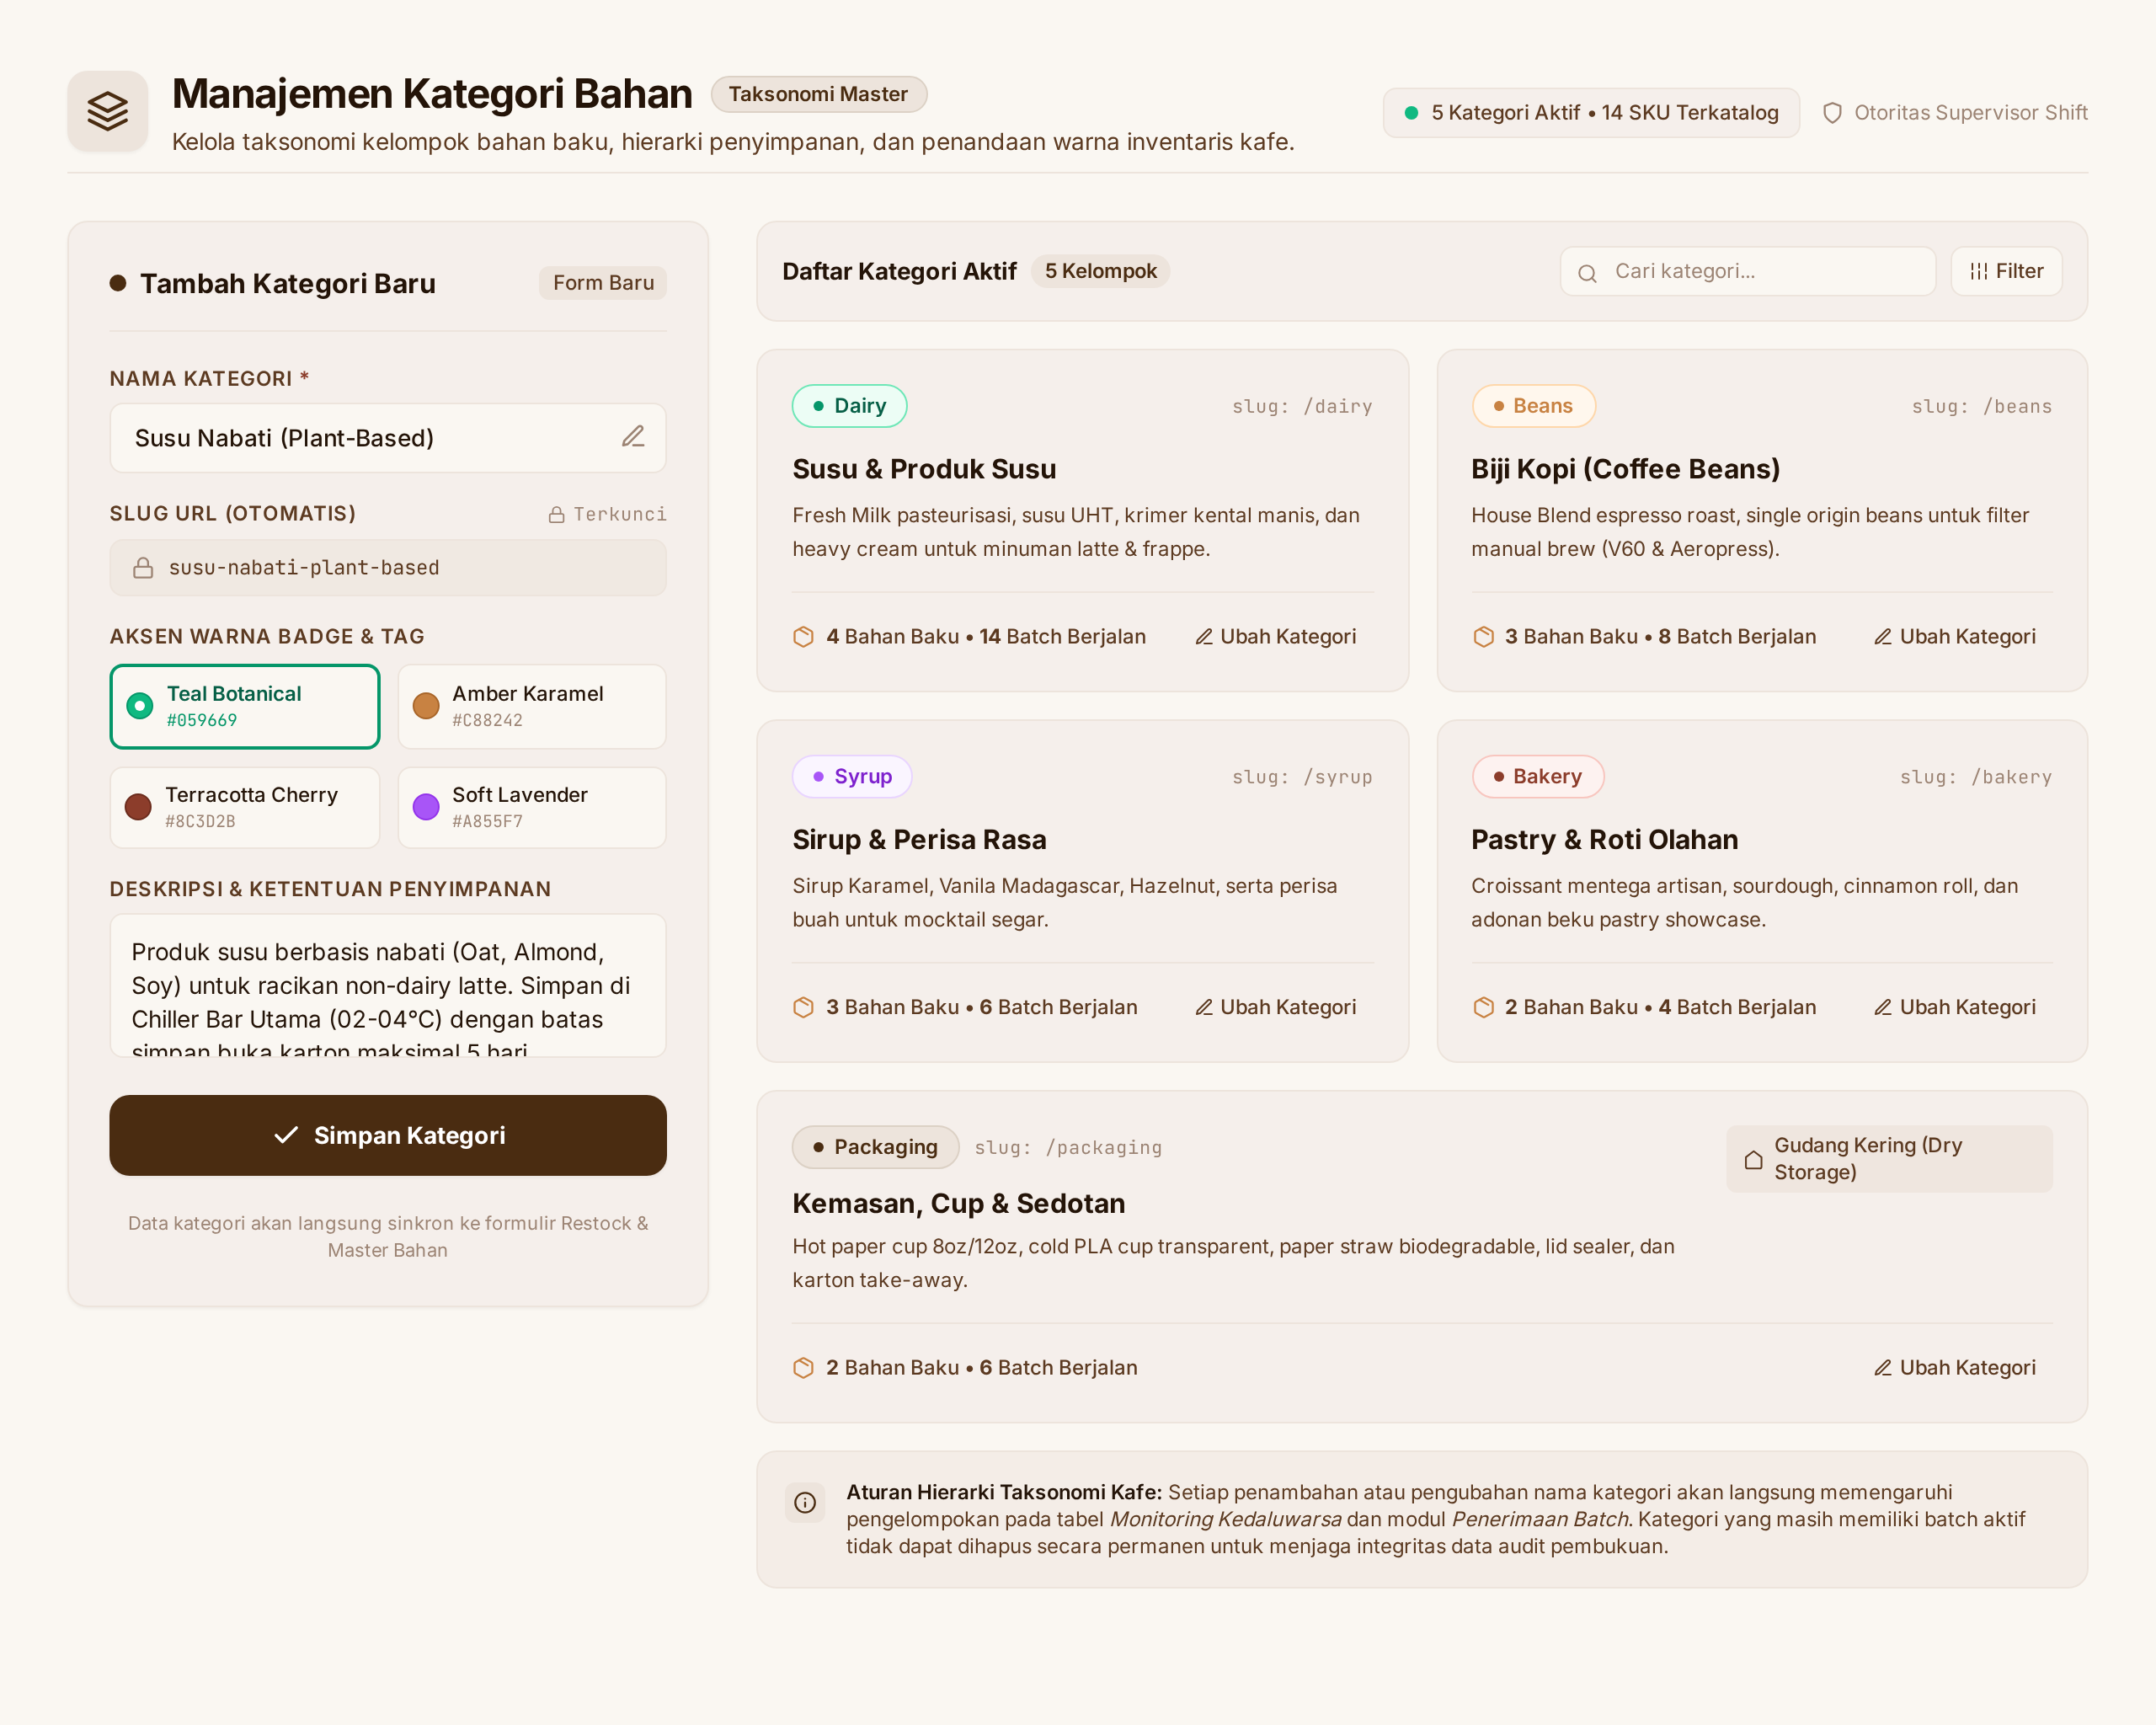 Manajemen Kategori Bahan
Taksonomi Master
Kelola taksonomi kelompok bahan baku, hierarki penyimpanan, dan penandaan warna inventaris kafe.
5 Kategori Aktif • 14 SKU Terkatalog
Otoritas Supervisor Shift
Tambah Kategori Baru
Form Baru
NAMA KATEGORI *
Susu Nabati (Plant-Based)
SLUG URL (OTOMATIS)
Terkunci
susu-nabati-plant-based
AKSEN WARNA BADGE & TAG
Teal Botanical
#059669
Amber Karamel
#C88242
Terracotta Cherry
#8C3D2B
Soft Lavender
#A855F7
DESKRIPSI & KETENTUAN PENYIMPANAN
Produk susu berbasis nabati (Oat, Almond,
Soy) untuk racikan non-dairy latte. Simpan di
Chiller Bar Utama (02-04°C) dengan batas
simpan buka karton maksimal 5 hari
Simpan Kategori
Data kategori akan langsung sinkron ke formulir Restock &
Master Bahan
Daftar Kategori Aktif
5 Kelompok
Cari kategori...
Filter
Dairy
slug: /dairy
Susu & Produk Susu
Fresh Milk pasteurisasi, susu UHT, krimer kental manis, dan
heavy cream untuk minuman latte & frappe.
4 Bahan Baku • 14 Batch Berjalan
Ubah Kategori
Beans
slug: /beans
Biji Kopi (Coffee Beans)
House Blend espresso roast, single origin beans untuk filter
manual brew (V60 & Aeropress).
3 Bahan Baku • 8 Batch Berjalan
Ubah Kategori
Syrup
slug: /syrup
Sirup & Perisa Rasa
Sirup Karamel, Vanila Madagascar, Hazelnut, serta perisa
buah untuk mocktail segar.
3 Bahan Baku • 6 Batch Berjalan
Ubah Kategori
Bakery
slug: /bakery
Pastry & Roti Olahan
Croissant mentega artisan, sourdough, cinnamon roll, dan
adonan beku pastry showcase.
2 Bahan Baku • 4 Batch Berjalan
Ubah Kategori
Packaging
slug: /packaging
Gudang Kering (Dry
Storage)
Kemasan, Cup & Sedotan
Hot paper cup 8oz/12oz, cold PLA cup transparent, paper straw biodegradable, lid sealer, dan
karton take-away.
2 Bahan Baku • 6 Batch Berjalan
Ubah Kategori
Aturan Hierarki Taksonomi Kafe: Setiap penambahan atau pengubahan nama kategori akan langsung memengaruhi
pengelompokan pada tabel Monitoring Kedaluwarsa dan modul Penerimaan Batch. Kategori yang masih memiliki batch aktif
tidak dapat dihapus secara permanen untuk menjaga integritas data audit pembukuan.